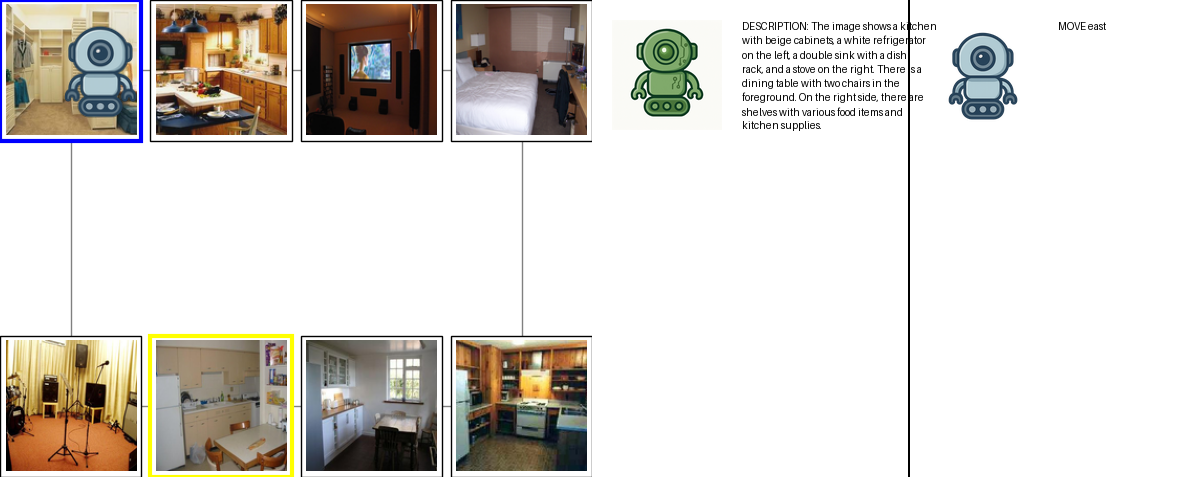 DESCRIPTION: The image shows a kitchen
with beige cabinets, a white refrigerator
on the left, a double sink with a dish
rack, and a stove on the right. There is a
dining table with two chairs in the
foreground. On the right side, there are
shelves with various food items and
kitchen supplies.
MOVE east